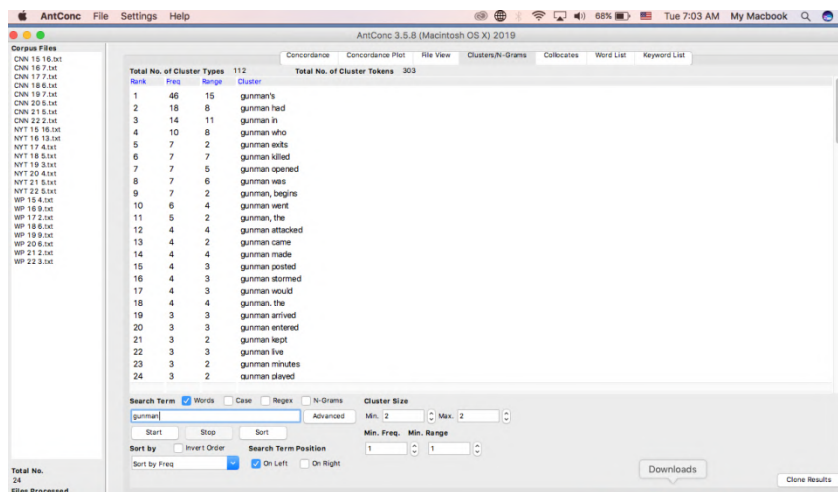 AntConc File Settings Help 68% Tue 7:03 AM My Macbook
AntConc 3.5.8 (Macintosh OS X) 2019
Corpus Files
CNN 15 16.txt
CNN 16 7.txt
CNN 17 7.txt
CNN 18 6.txt
CNN 19 7.txt
CNN 20 5.txt
CNN 21 5.txt
CNN 22 2.txt
NYT 15 16.txt
NYT 16 13.txt
NYT 17 4.txt
NYT 18 5.txt
NYT 19 3.txt
NYT 20 4.txt
NYT 21 5.txt
NYT 22 5.txt
WP 15 4.txt
WP 16 9.txt
WP 17 2.txt
WP 18 6.txt
WP 19 9.txt
WP 20 6.txt
WP 21 2.txt
WP 22 3.txt
Total No.
24
Files Processed
Concordance Concordance Plot File View Clusters/N-Grams Collocates Word List Keyword List
Total No. of Cluster Types 112 Total No. of Cluster Tokens 303
Rank Freq Range Cluster
1 46 15 gunman's
2 18 8 gunman had
3 14 11 gunman in
4 10 8 gunman who
5 7 2 gunman exits
6 7 7 gunman killed
7 7 5 gunman opened
8 7 6 gunman was
9 7 2 gunman, begins
10 6 4 gunman went
11 5 2 gunman, the
12 4 4 gunman attacked
13 4 2 gunman came
14 4 4 gunman made
15 4 3 gunman posted
16 4 3 gunman stormed
17 4 3 gunman would
18 4 4 gunman. the
19 3 3 gunman arrived
20 3 3 gunman entered
21 3 2 gunman kept
22 3 3 gunman live
23 3 2 gunman minutes
24 3 2 gunman played
Search Term Words Case Regex N-Grams Cluster Size
gunman Advanced Min. 2 Max. 2
Start Stop Sort Min. Freq. Min. Range
Sort by Invert Order Search Term Position 1 1
Sort by Freq On Left On Right
Downloads
Clone Results